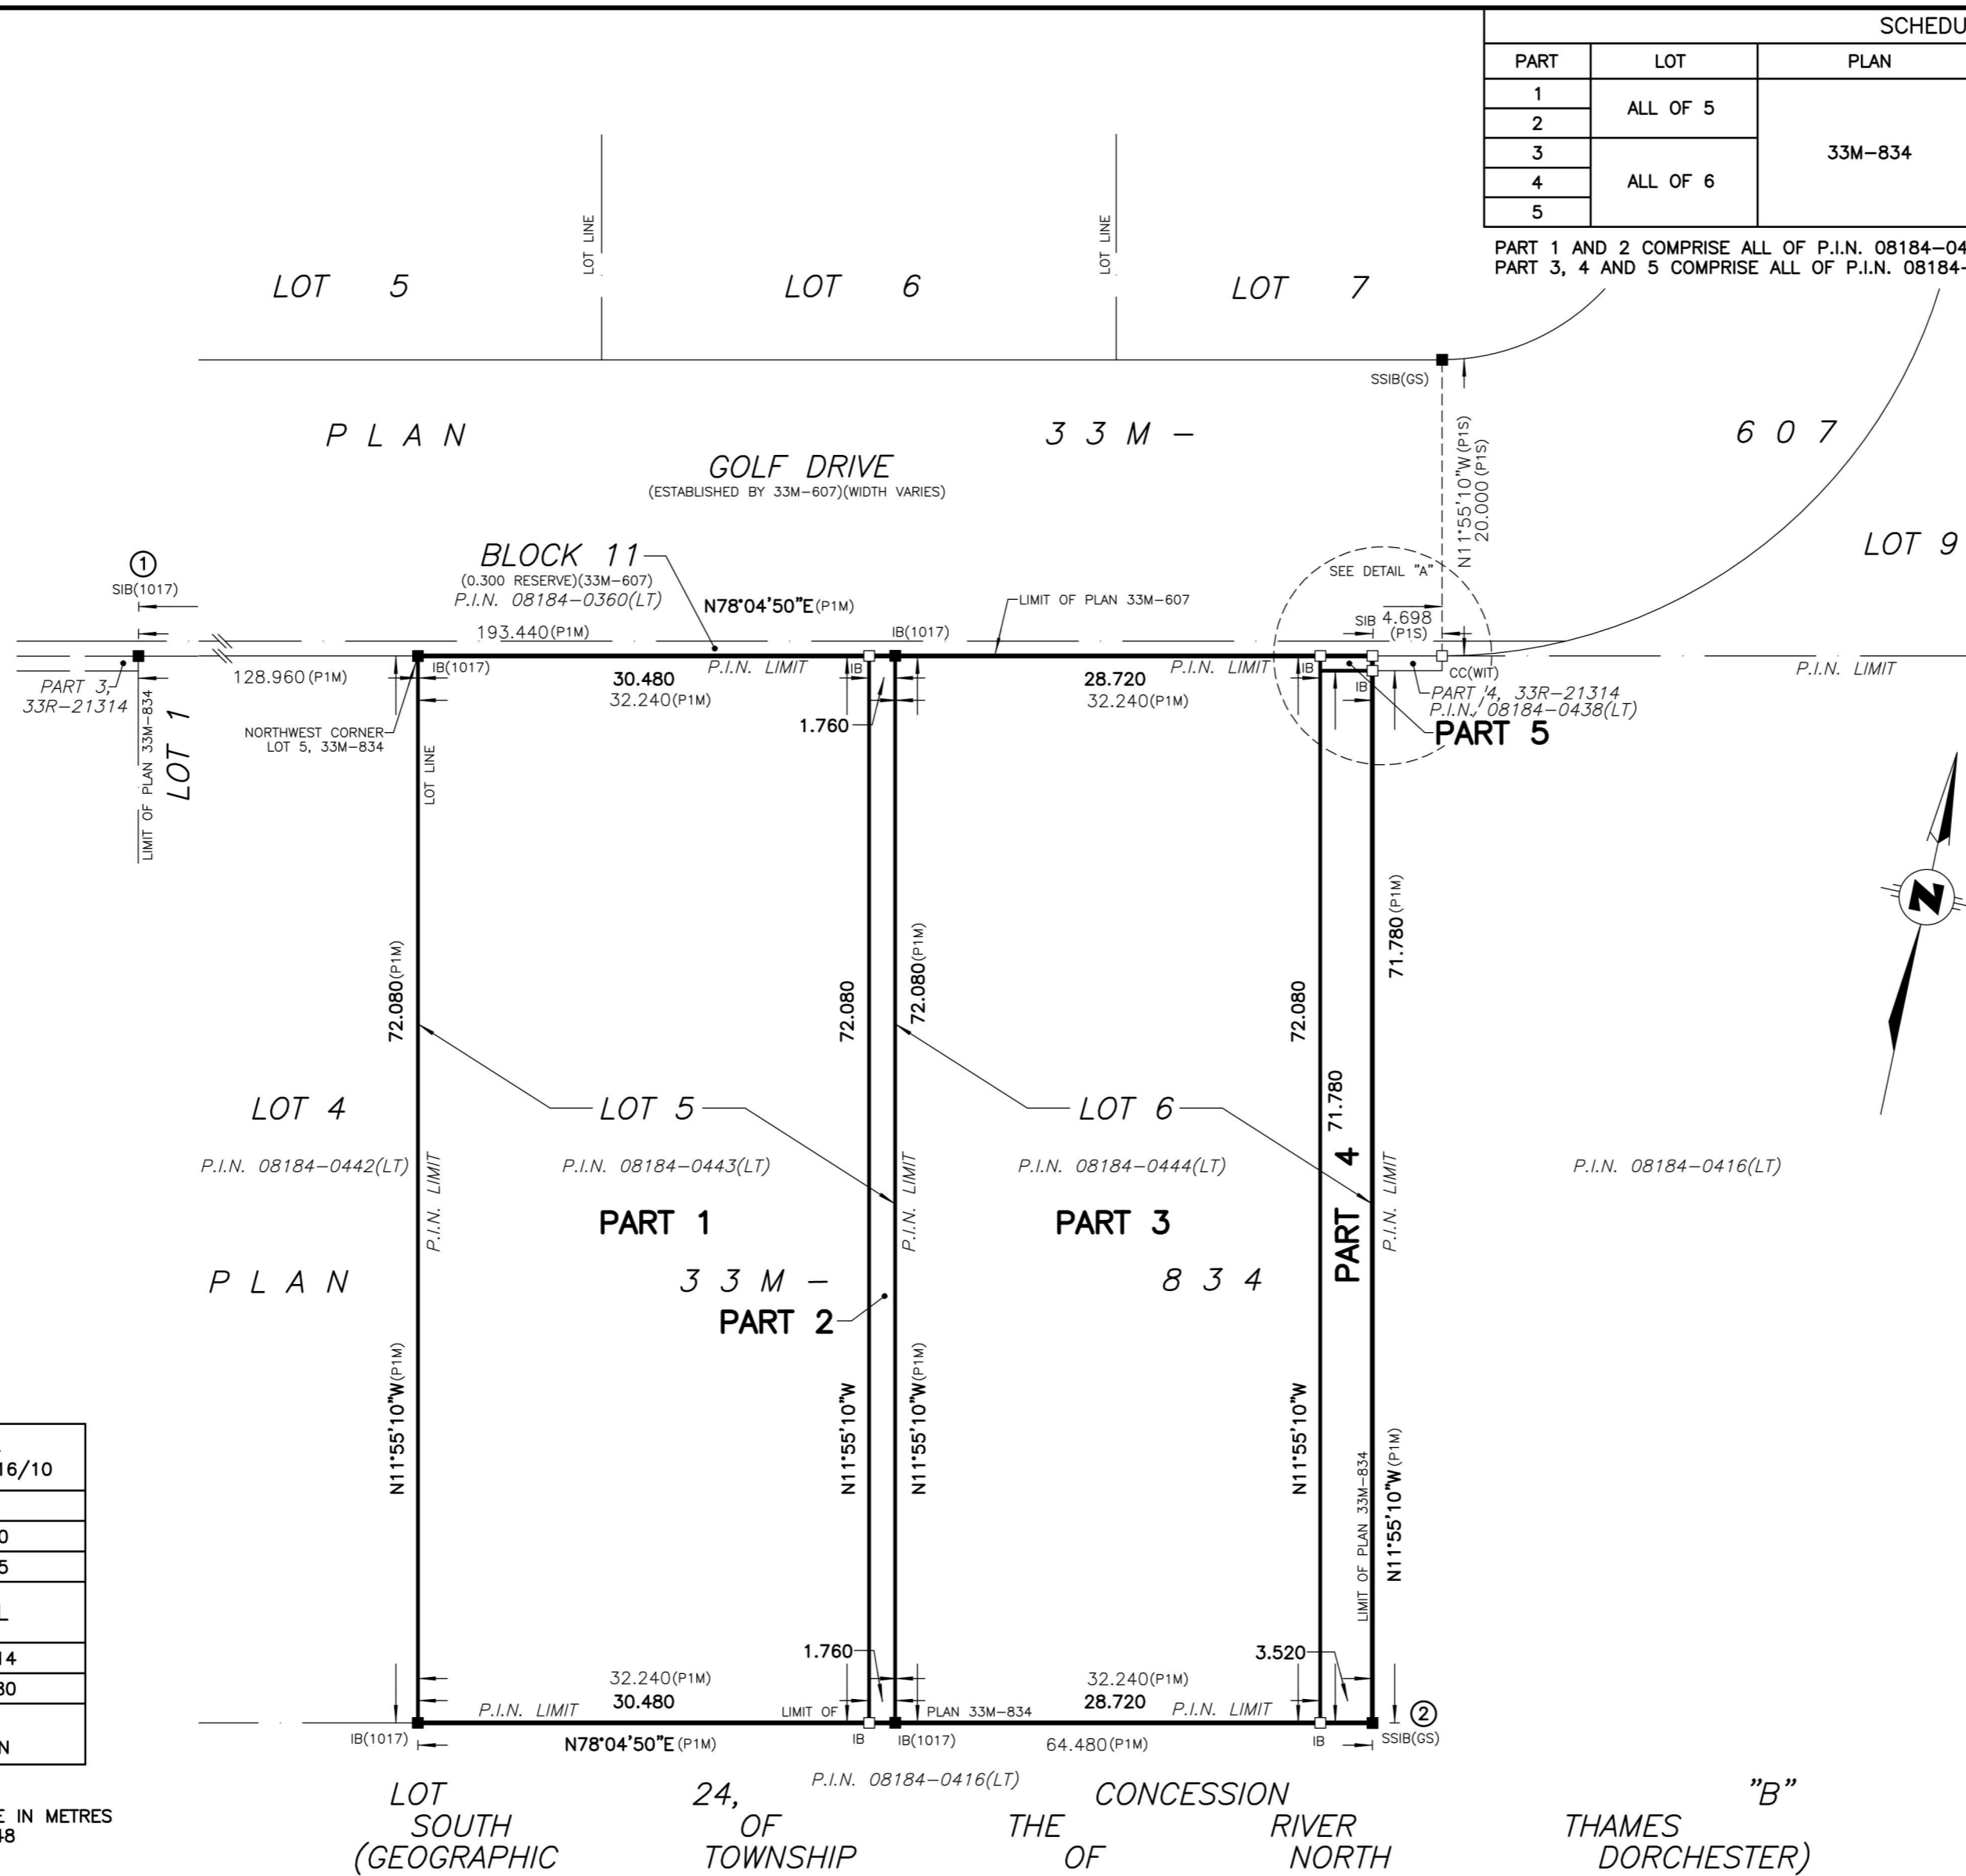 SCHEDU
PART LOT PLAN
1
2
3
4
5
ALL OF 5
ALL OF 6
33M-834
PART 1 AND 2 COMPRISE ALL OF P.I.N. 08184-04
PART 3, 4 AND 5 COMPRISE ALL OF P.I.N. 08184-
LOT LINE
LOT LINE
LOT 5
LOT 6
LOT 7
SSIB(GS)
PLAN 33M- 607
GOLF DRIVE
(ESTABLISHED BY 33M-607)(WIDTH VARIES)
N11°55'10"W(P1S)
20.000(P1S)
LOT 9
1
SIB(1017)
BLOCK 11
(0.300 RESERVE)(33M-607)
P.I.N. 08184-0360(LT)
N78°04'50"E(P1M)
LIMIT OF PLAN 33M-607
SEE DETAIL "A"
SIB 4.698
(P1S)
193.440(P1M)
IB(1017)
128.960(P1M)
IB(1017)
30.480
32.240(P1M)
P.I.N. LIMIT
IB
28.720
32.240(P1M)
P.I.N. LIMIT
IB
IB
CC(WIT)
P.I.N. LIMIT
PART 3,
33R-21314
PART 4, 33R-21314
P.I.N. 08184-0438(LT)
PART 5
1.760
NORTHWEST CORNER
LOT 5, 33M-834
LIMIT OF PLAN 33M-834
LOT 1
LOT LINE
72.080(P1M)
72.080
72.080(P1M)
72.080
71.780(P1M)
71.780
N
LOT 4
LOT 5
LOT 6
P.I.N. 08184-0442(LT)
P.I.N. 08184-0443(LT)
P.I.N. 08184-0444(LT)
P.I.N. 08184-0416(LT)
P.I.N. LIMIT
P.I.N. LIMIT
P.I.N. LIMIT
PART 1
PART 3
PART 4
PLAN 33M- 834
PART 2
N11°55'10"W(P1M)
N11°55'10"W
N11°55'10"W(P1M)
N11°55'10"W
LIMIT OF PLAN 33M-834
N11°55'10"W(P1M)
16/10
0
5
L
14
30
N
1.760
3.520
32.240(P1M)
30.480
P.I.N. LIMIT
LIMIT OF PLAN 33M-834
32.240(P1M)
28.720
P.I.N. LIMIT
IB(1017)
N78°04'50"E(P1M)
IB
IB(1017)
64.480(P1M)
IB
SSIB(GS)
2
P.I.N. 08184-0416(LT)
LOT 24, CONCESSION "B"
SOUTH OF THE RIVER THAMES
(GEOGRAPHIC TOWNSHIP OF NORTH DORCHESTER)
E IN METRES
48